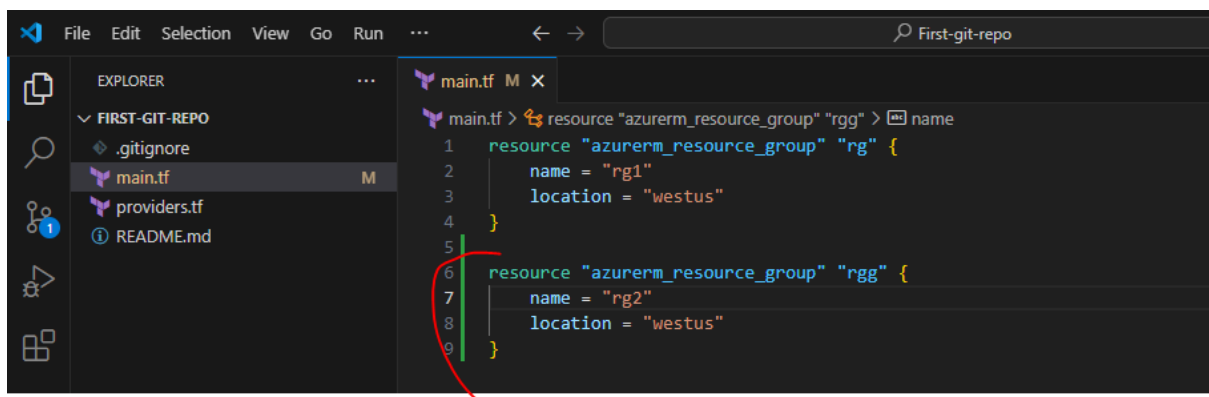 File Edit Selection View Go Run ··· ← → First-git-repo
EXPLORER ···
FIRST-GIT-REPO
.gitignore
main.tf M
providers.tf
README.md
1
main.tf M ×
main.tf > resource "azurerm_resource_group" "rgg" > abc name
1 resource "azurerm_resource_group" "rg" {
2 name = "rg1"
3 location = "westus"
4 }
5
6 resource "azurerm_resource_group" "rgg" {
7 name = "rg2"
8 location = "westus"
9 }